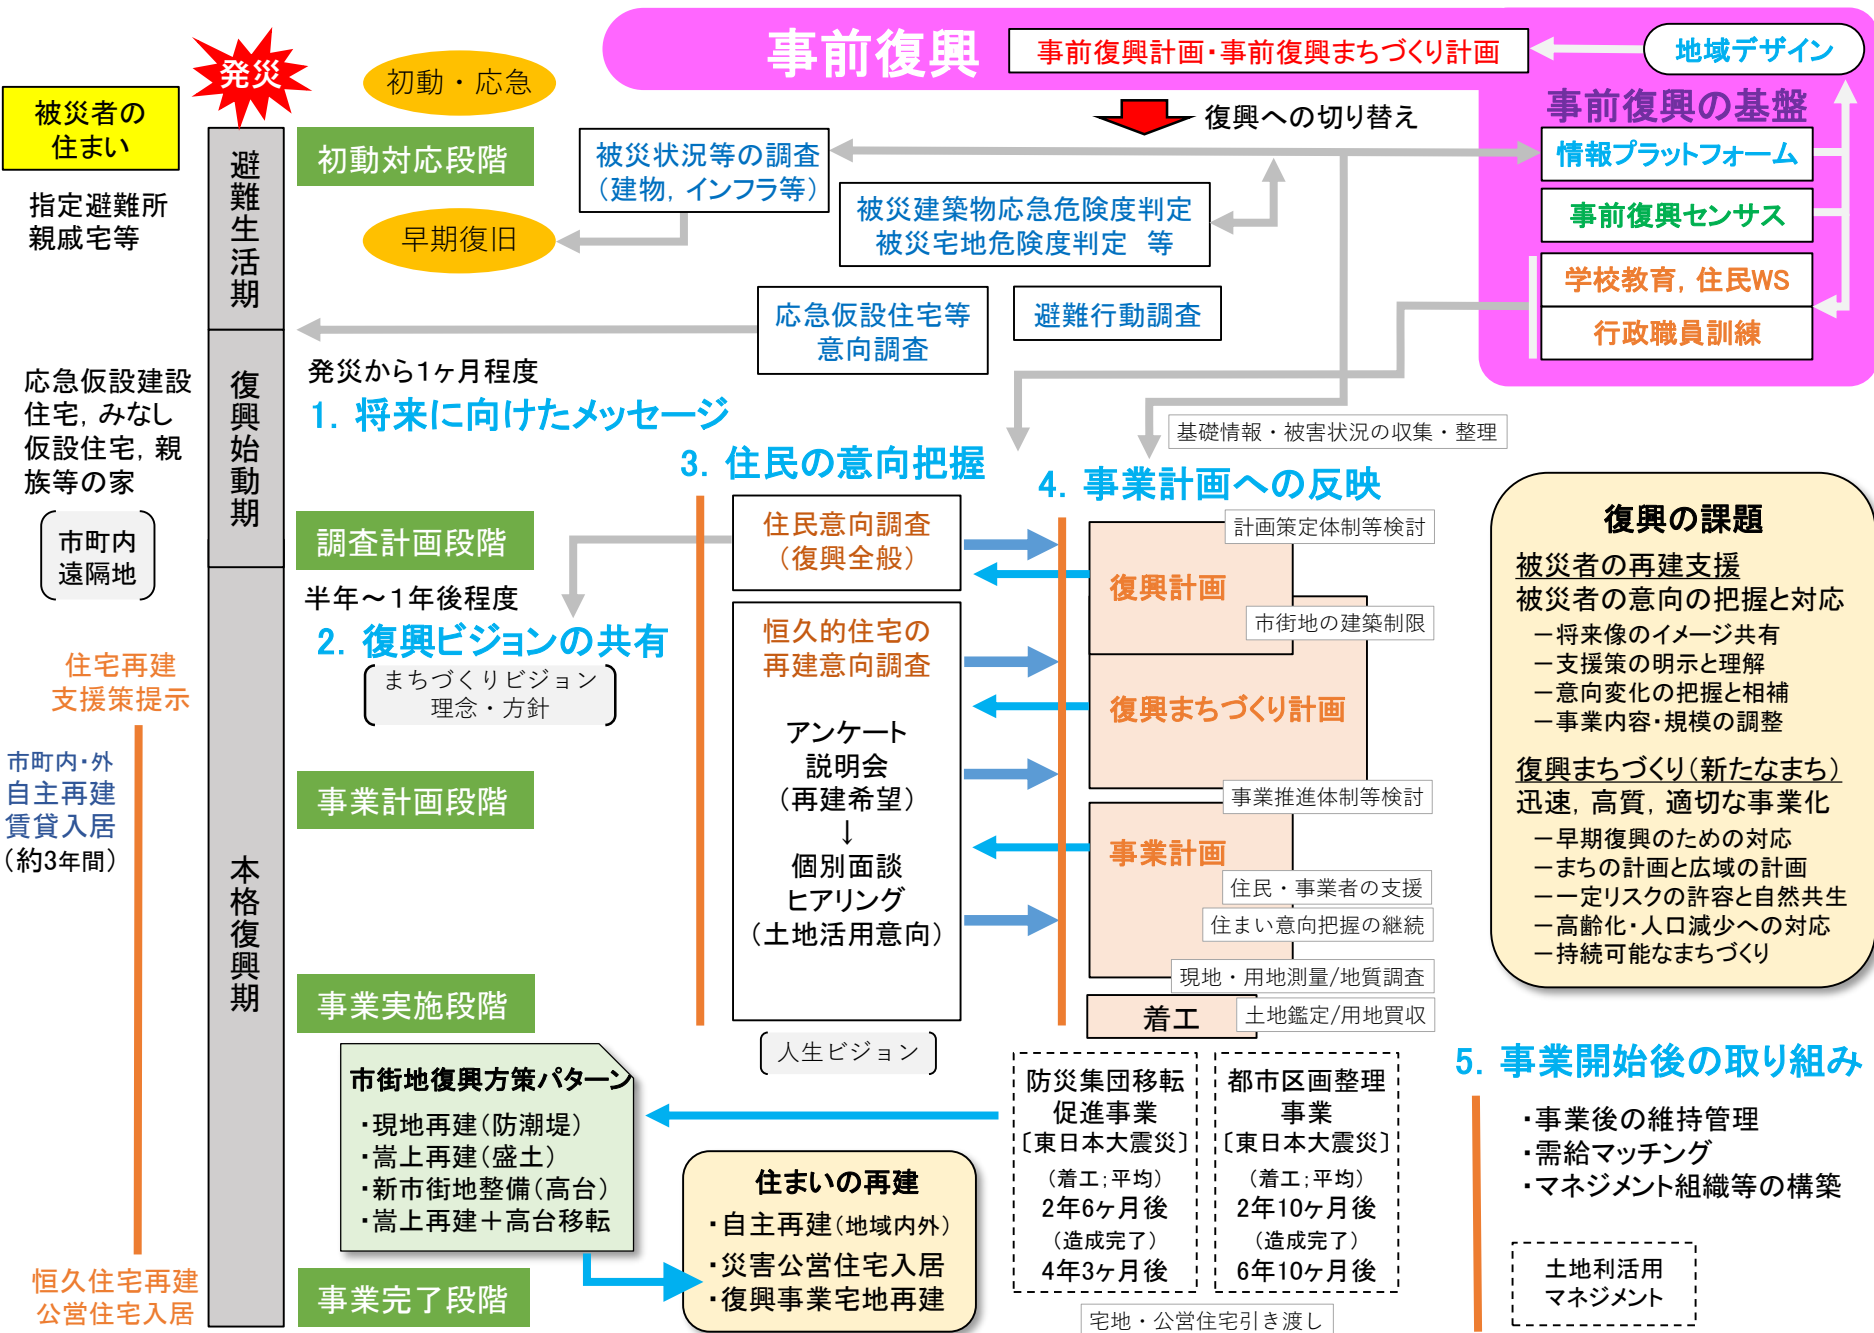 事前復興
事前復興計画・事前復興まちづくり計画
地域デザイン
発災
初動・応急
被災者の
住まい
復興への切り替え
事前復興の基盤
情報プラットフォーム
事前復興センサス
学校教育, 住民WS
行政職員訓練
避難生活期
初動対応段階
被災状況等の調査
(建物, インフラ等)
被災建築物応急危険度判定
被災宅地危険度判定 等
指定避難所
親戚宅等
早期復旧
応急仮設住宅等
意向調査
避難行動調査
発災から1ヶ月程度
1. 将来に向けたメッセージ
応急仮設建設
住宅, みなし
仮設住宅, 親
族等の家
復興始動期
基礎情報・被害状況の収集・整理
3. 住民の意向把握
4. 事業計画への反映
市町内
遠隔地
調査計画段階
住民意向調査
(復興全般)
計画策定体制等検討
復興計画
市街地の建築制限
半年～1年後程度
2. 復興ビジョンの共有
まちづくりビジョン
理念・方針
恒久的住宅の
再建意向調査
アンケート
説明会
(再建希望)
↓
個別面談
ヒアリング
(土地活用意向)
復興まちづくり計画
事業推進体制等検討
事業計画
住民・事業者の支援
住まい意向把握の継続
現地・用地測量/地質調査
着工
土地鑑定/用地買収
復興の課題
被災者の再建支援
被災者の意向の把握と対応
－将来像のイメージ共有
－支援策の明示と理解
－意向変化の把握と相補
－事業内容・規模の調整
復興まちづくり(新たなまち)
迅速, 高質, 適切な事業化
－早期復興のための対応
－まちの計画と広域の計画
－一定リスクの許容と自然共生
－高齢化・人口減少への対応
－持続可能なまちづくり
住宅再建
支援策提示
市町内・外
自主再建
賃貸入居
(約3年間)
本格復興期
事業計画段階
事業実施段階
人生ビジョン
市街地復興方策パターン
・現地再建(防潮堤)
・嵩上再建(盛土)
・新市街地整備(高台)
・嵩上再建＋高台移転
住まいの再建
・自主再建(地域内外)
・災害公営住宅入居
・復興事業宅地再建
防災集団移転
促進事業
〔東日本大震災〕
(着工;平均)
2年6ヶ月後
(造成完了)
4年3ヶ月後
都市区画整理
事業
〔東日本大震災〕
(着工;平均)
2年10ヶ月後
(造成完了)
6年10ヶ月後
宅地・公営住宅引き渡し
5. 事業開始後の取り組み
・事業後の維持管理
・需給マッチング
・マネジメント組織等の構築
土地利活用
マネジメント
恒久住宅再建
公営住宅入居
事業完了段階